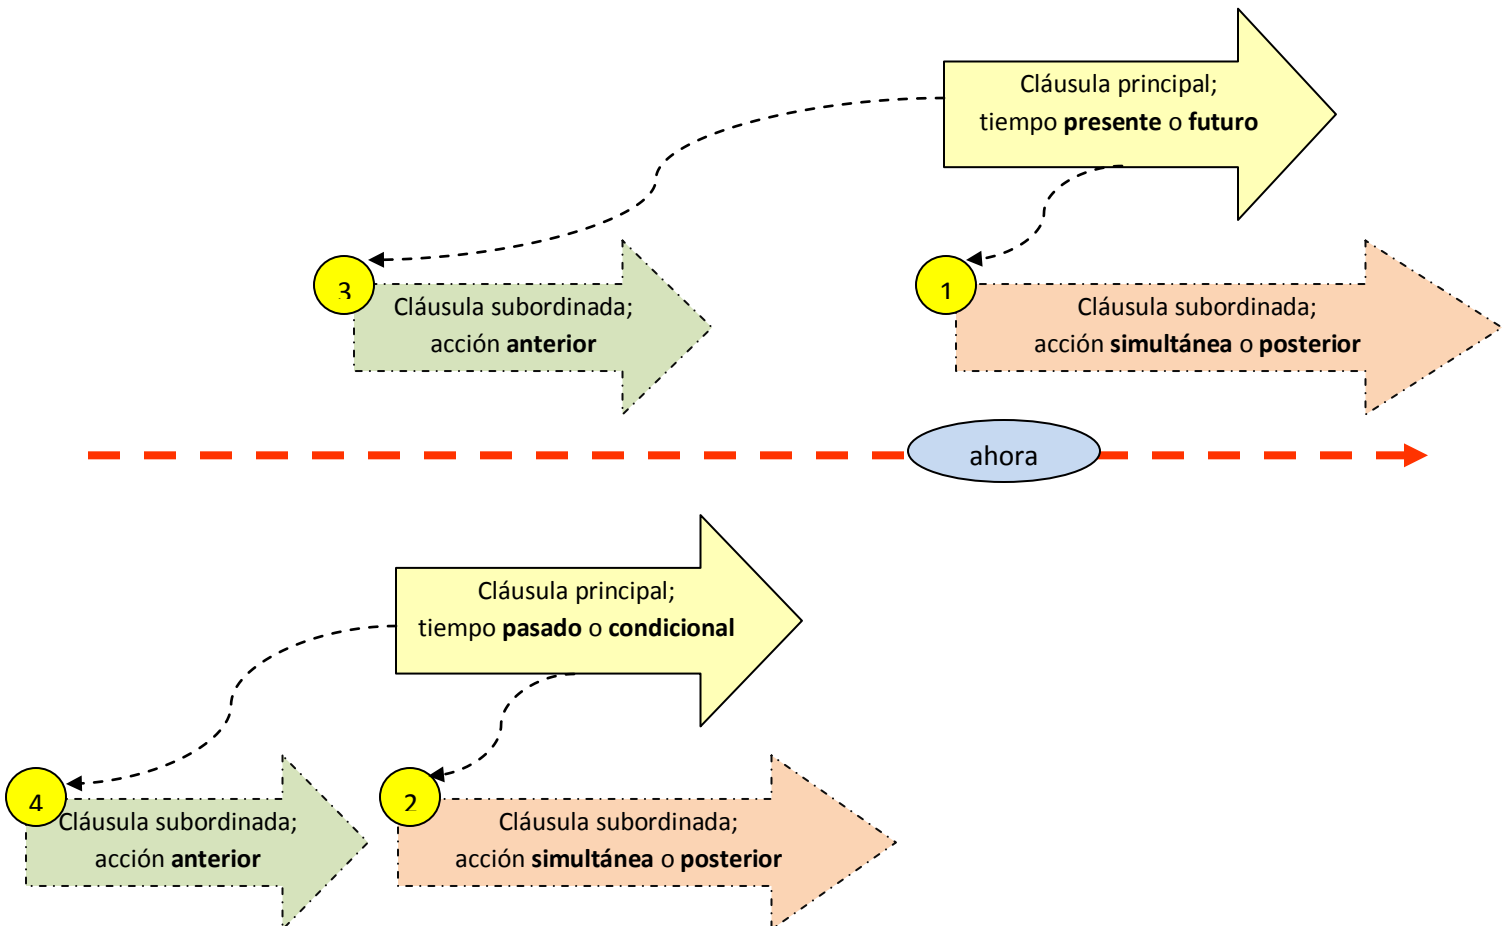 Cláusula principal;
tiempo presente o futuro
3
Cláusula subordinada;
acción anterior
1
Cláusula subordinada;
acción simultánea o posterior
ahora
Cláusula principal;
tiempo pasado o condicional
4
Cláusula subordinada;
acción anterior
2
Cláusula subordinada;
acción simultánea o posterior